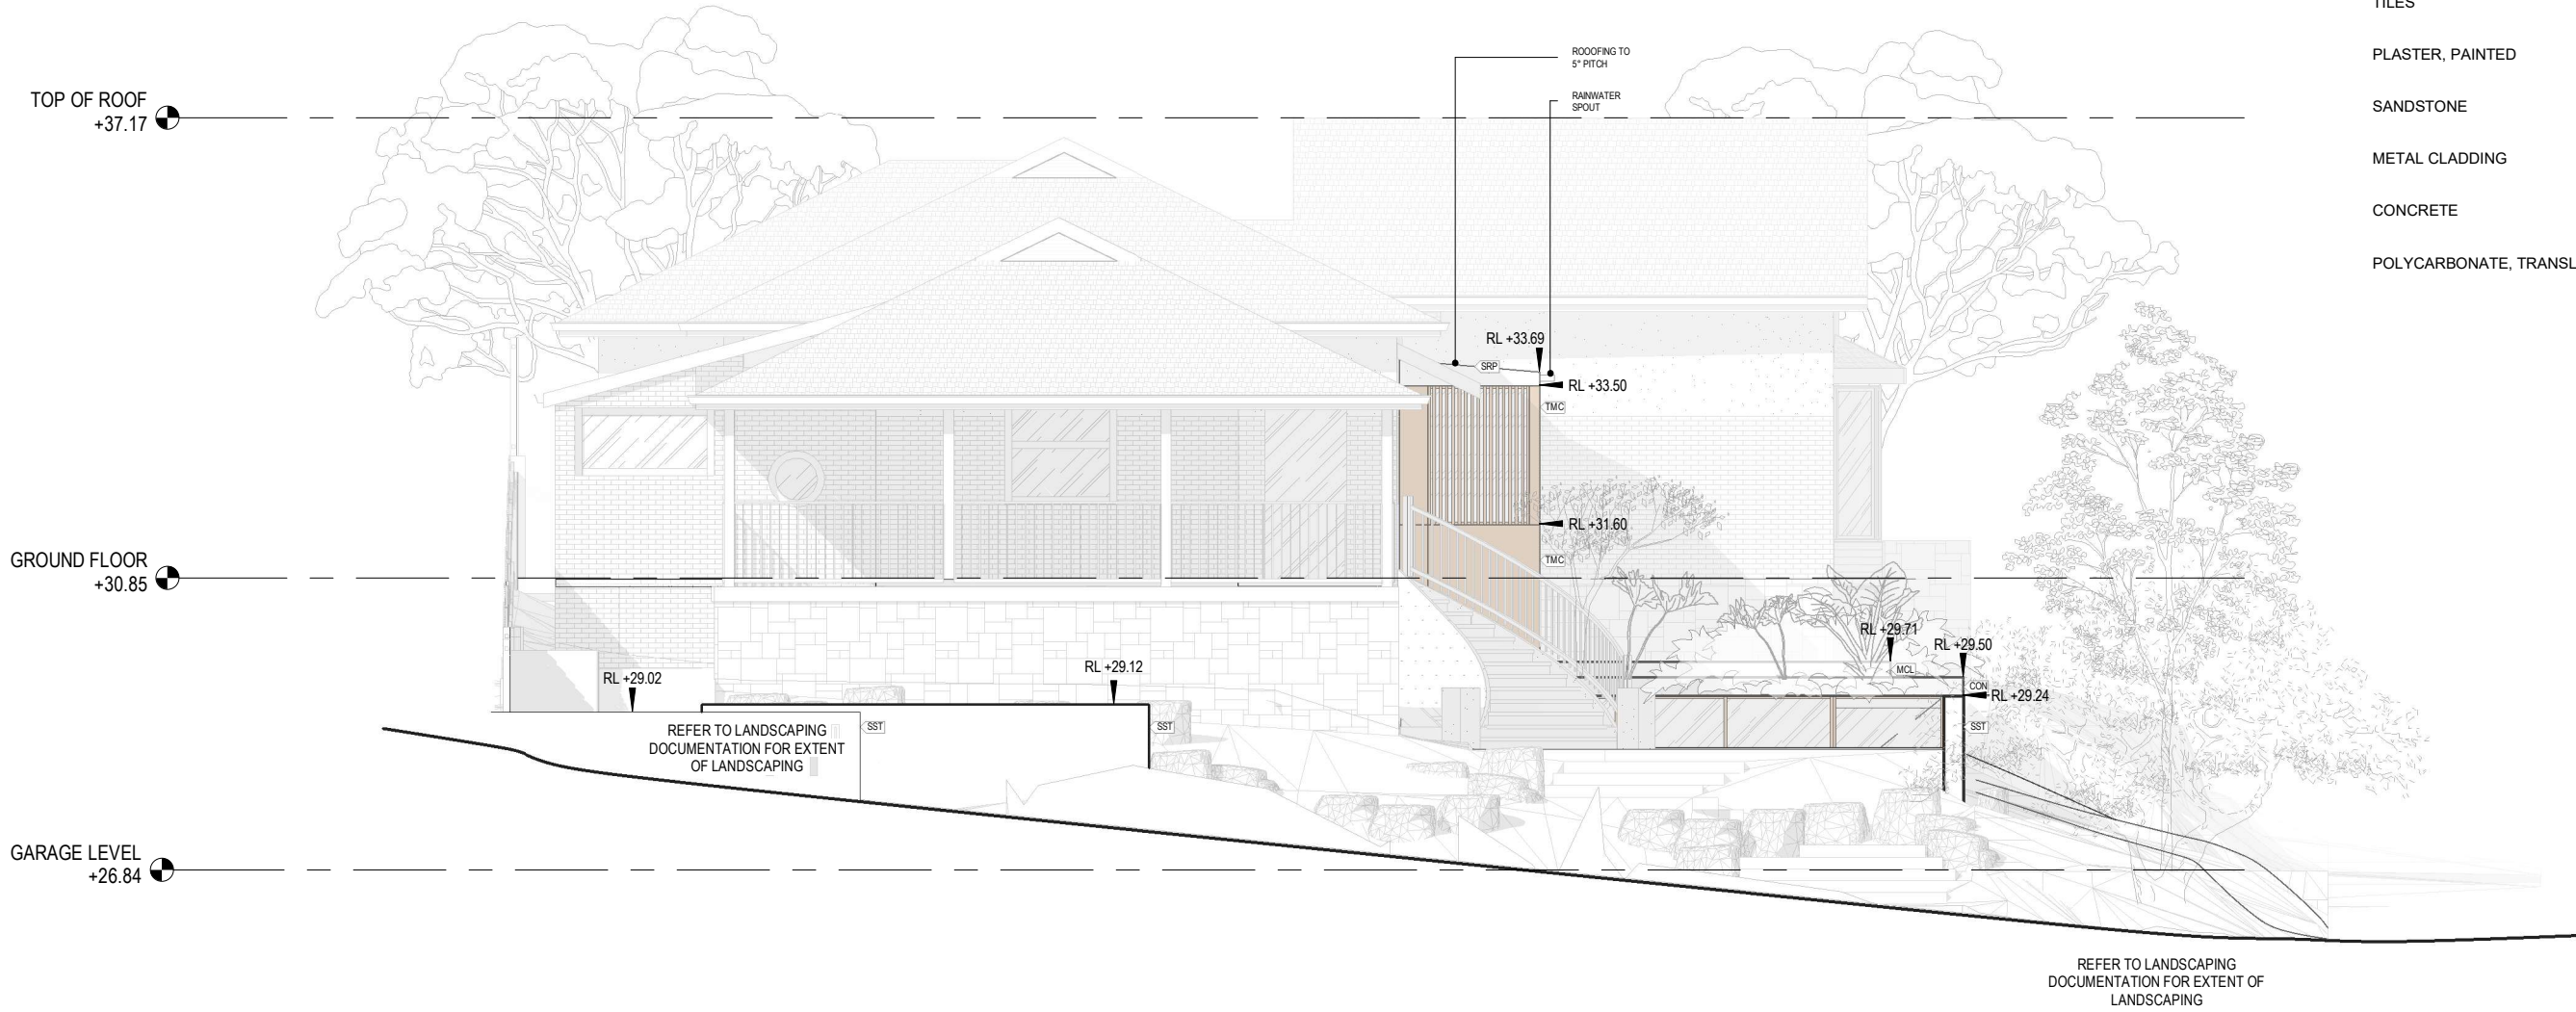 TILES
PLASTER, PAINTED
SANDSTONE
METAL CLADDING
CONCRETE
POLYCARBONATE, TRANSL
ROOOFING TO
5° PITCH
RAINWATER
SPOUT
TOP OF ROOF
+37.17
RL +33.69
SRP
RL +33.50
TMC
RL +31.60
TMC
GROUND FLOOR
+30.85
RL +29.71
RL +29.50
MCL
CON
RL +29.24
SST
RL +29.12
RL +29.02
SST
SST
REFER TO LANDSCAPING
DOCUMENTATION FOR EXTENT
OF LANDSCAPING
GARAGE LEVEL
+26.84
REFER TO LANDSCAPING
DOCUMENTATION FOR EXTENT OF
LANDSCAPING